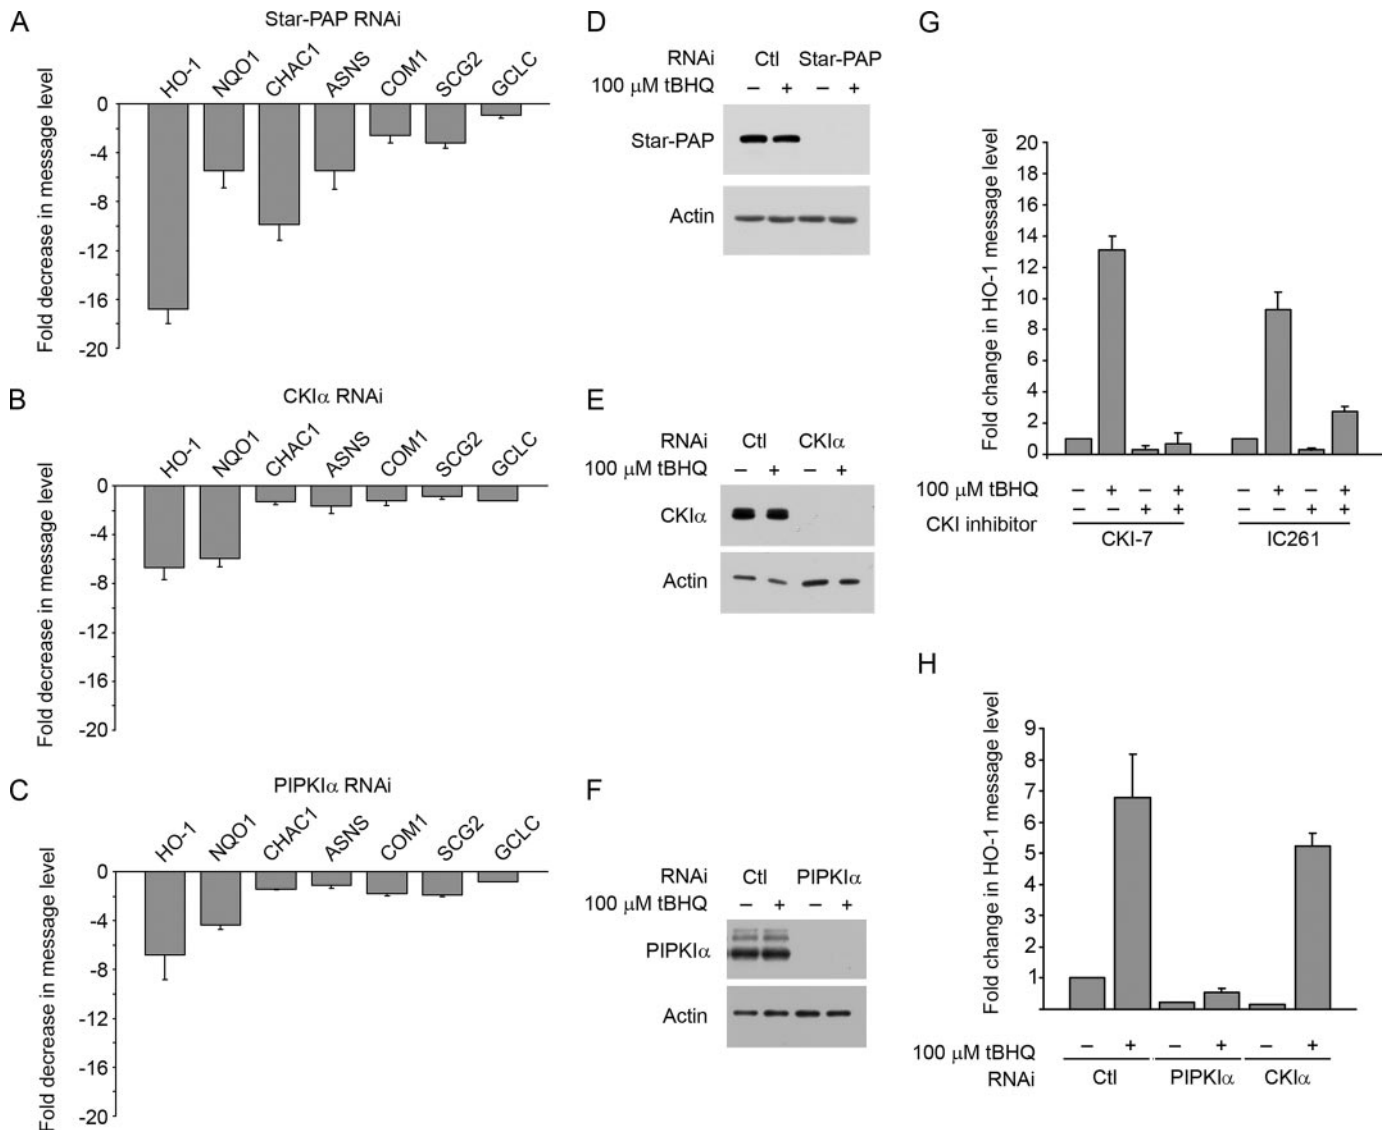 A
Star-PAP RNAi
HO-1 NQO1 CHAC1 ASNS COM1 SCG2 GCLC
Fold decrease in message level
0
-4
-8
-12
-16
-20
B
CKIα RNAi
HO-1 NQO1 CHAC1 ASNS COM1 SCG2 GCLC
Fold decrease in message level
0
-4
-8
-12
-16
-20
C
PIPKIα RNAi
HO-1 NQO1 CHAC1 ASNS COM1 SCG2 GCLC
Fold decrease in message level
0
-4
-8
-12
-16
-20
D
RNAi Ctl Star-PAP
100 μM tBHQ – + – +
Star-PAP
Actin
E
RNAi Ctl CKIα
100 μM tBHQ – + – +
CKIα
Actin
F
RNAi Ctl PIPKIα
100 μM tBHQ – + – +
PIPKIα
Actin
G
Fold change in HO-1 message level
20
18
16
14
12
10
8
6
4
2
0
100 μM tBHQ – + – + – + – +
CKI inhibitor – – + + – – + +
CKI-7 IC261
H
Fold change in HO-1 message level
9
8
7
6
5
4
3
2
1
100 μM tBHQ – + – + – +
RNAi Ctl PIPKIα CKIα